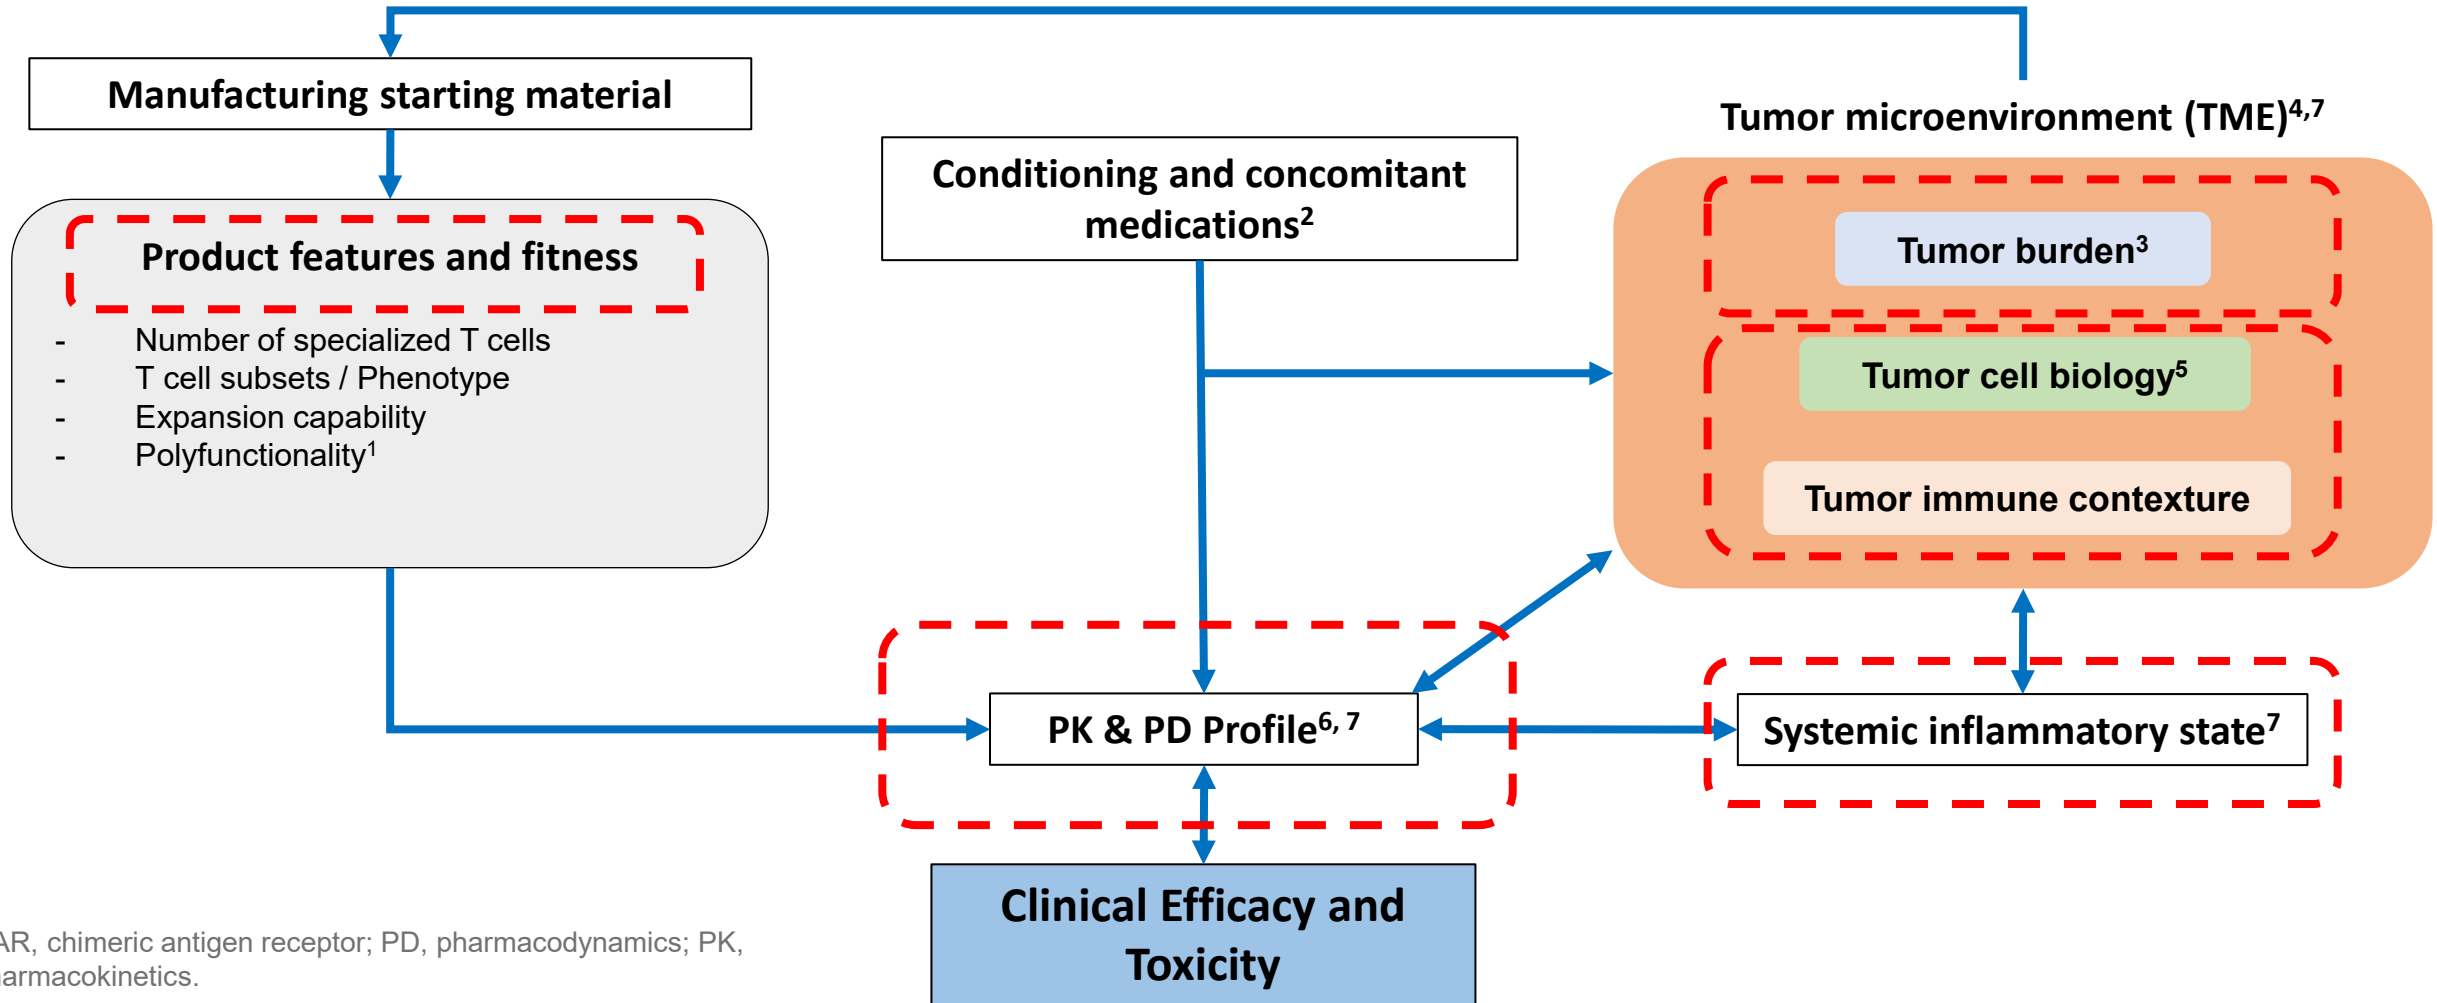 Manufacturing starting material
Tumor microenvironment (TME)4,7
Conditioning and concomitant
medications2
Product features and fitness
- Number of specialized T cells
- T cell subsets / Phenotype
- Expansion capability
- Polyfunctionality1
Tumor burden3
Tumor cell biology5
Tumor immune contexture
PK & PD Profile6, 7
Systemic inflammatory state7
Clinical Efficacy and
Toxicity
AR, chimeric antigen receptor; PD, pharmacodynamics; PK,
armacokinetics.